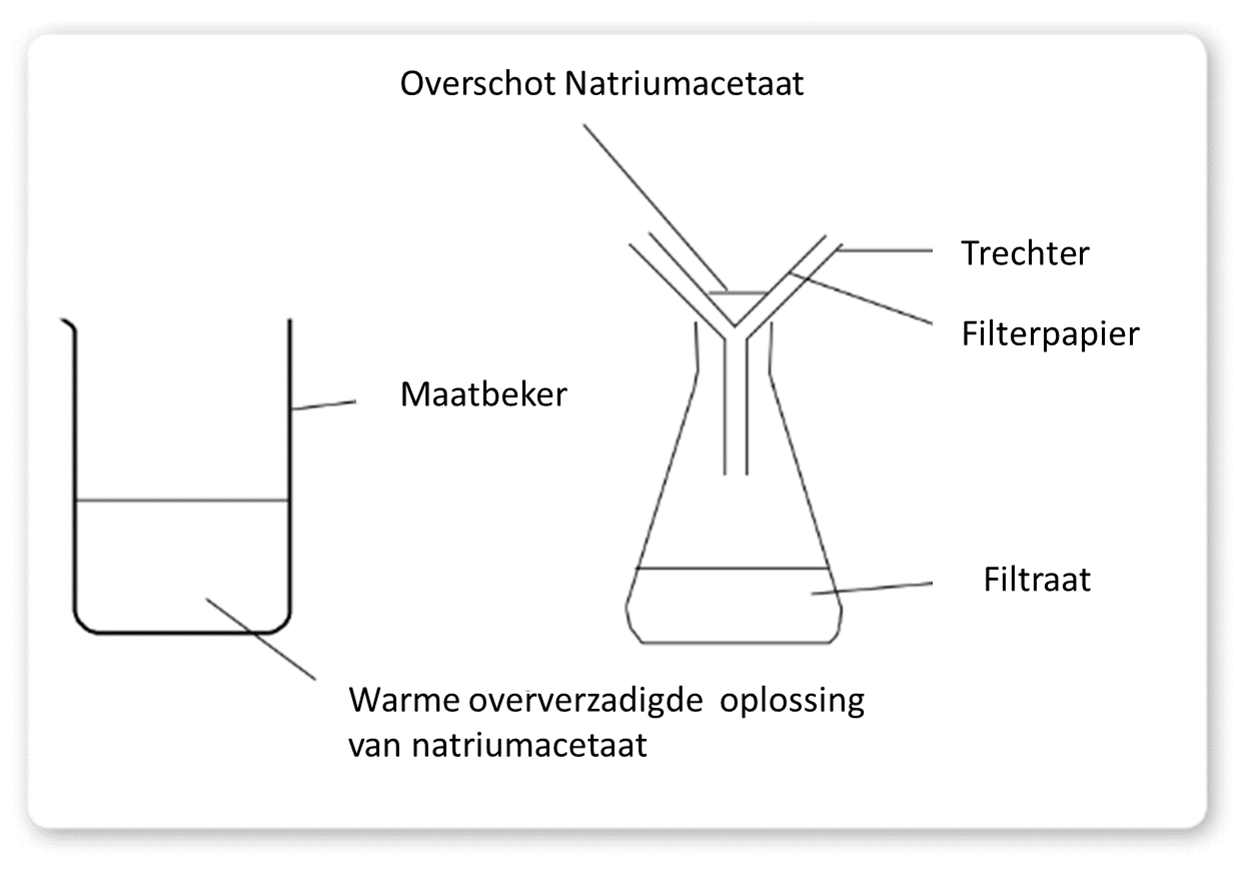 Overschot Natriumacetaat
Trechter
Filterpapier
Maatbeker
Filtraat
Warme oververzadigde oplossing
van natriumacetaat